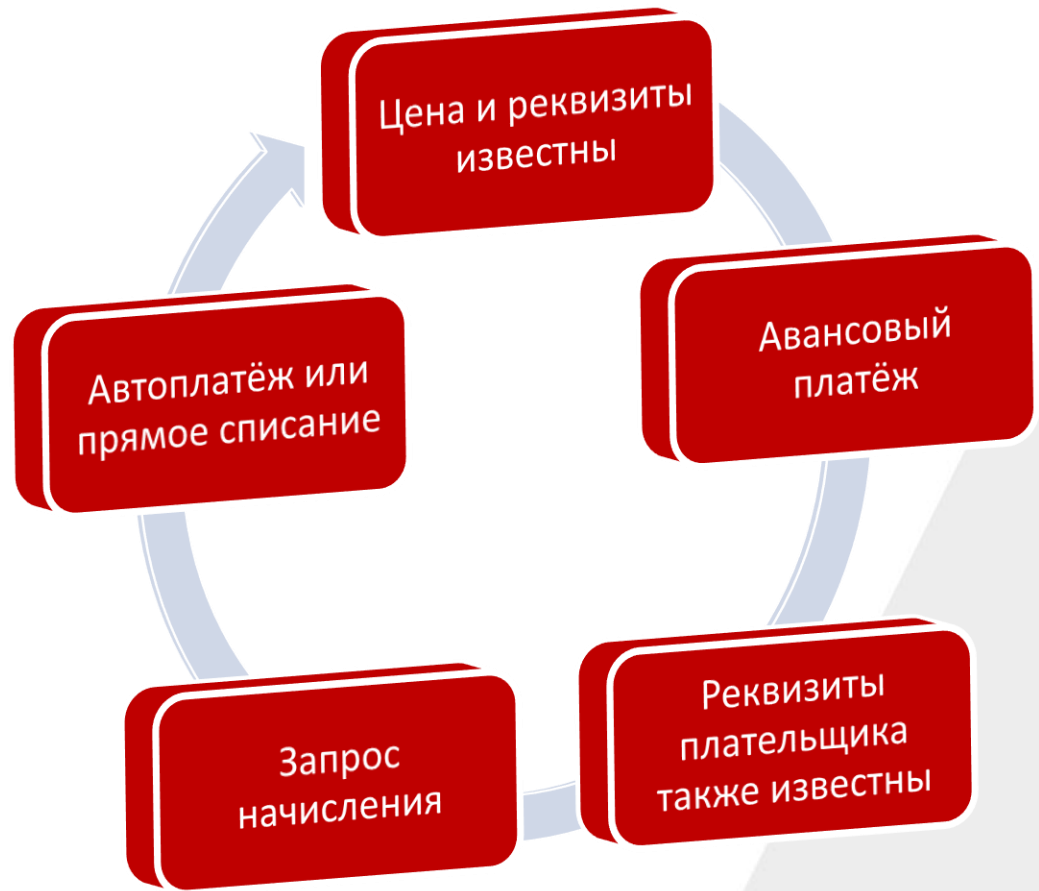 Цена и реквизиты
известны
Авансовый
платёж
Реквизиты
плательщика
также известны
Запрос
начисления
Автоплатёж или
прямое списание